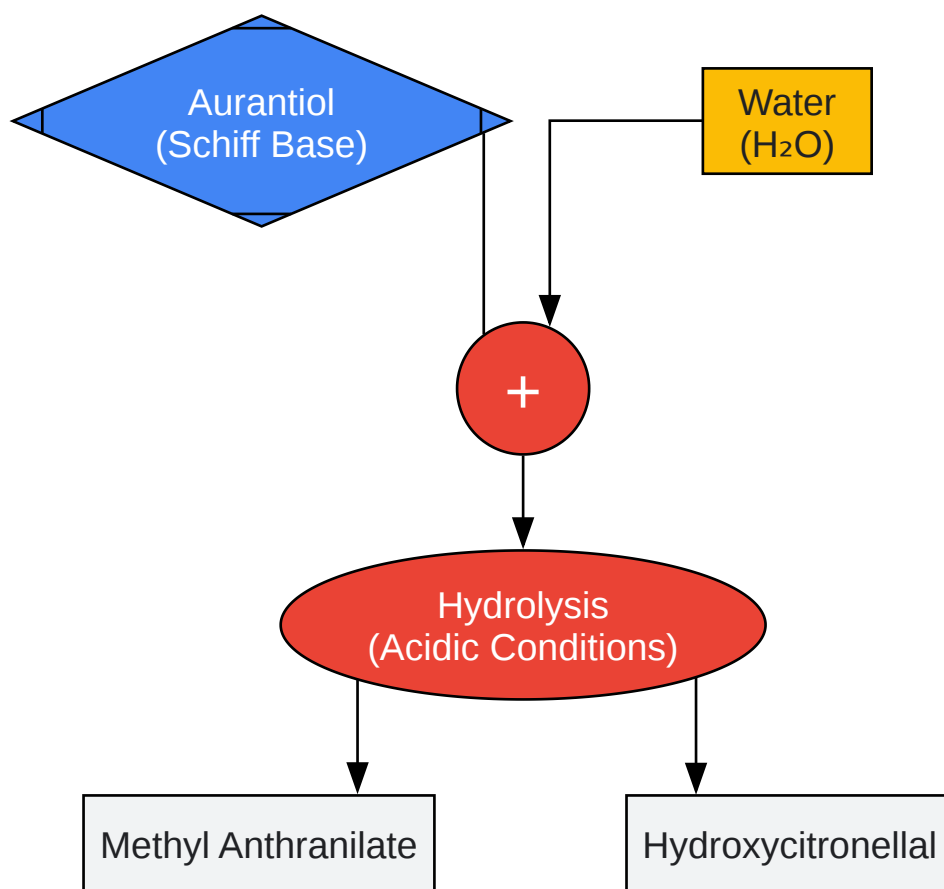 Aurantiol
(Schiff Base)
Water
(H₂O)
+
Hydrolysis
(Acidic Conditions)
Methyl Anthranilate
Hydroxycitronellal